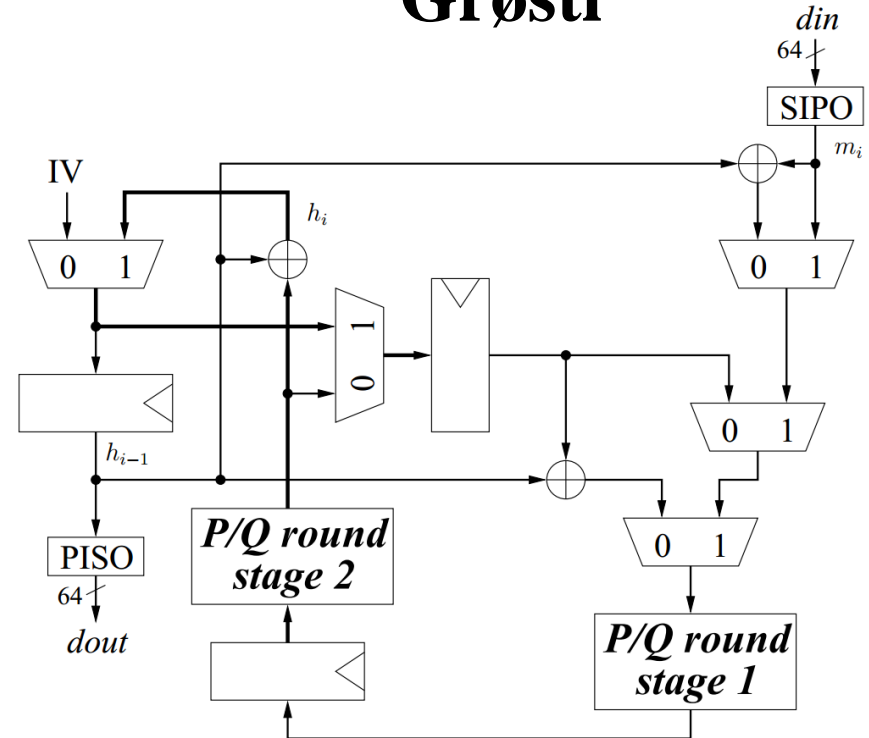 Grøstl
din
64
SIPO
m_i
IV
h_i
0 1
0 1
1
0
0 1
h_{i−1}
P/Q round
stage 2
0 1
PISO
64
dout
P/Q round
stage 1